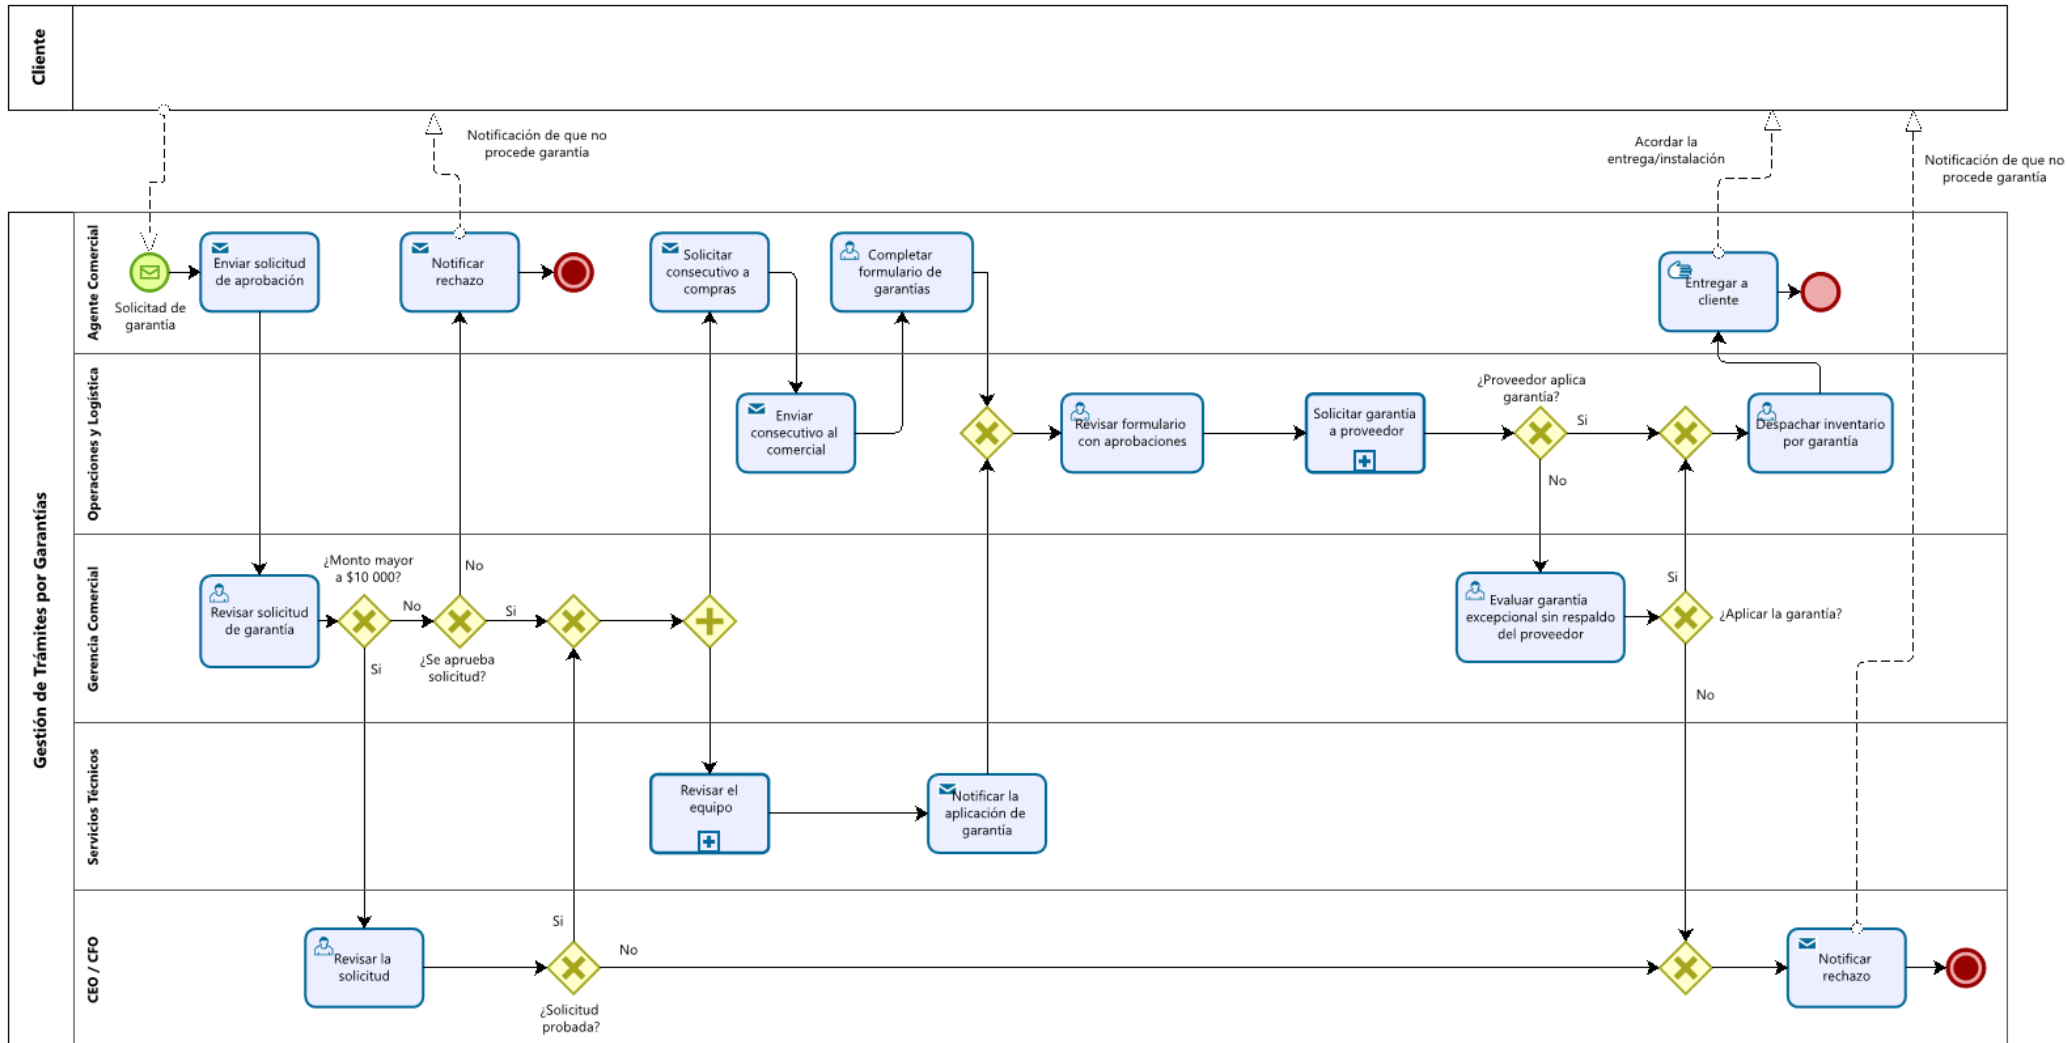 Cliente
Notificación de que no
procede garantía
Acordar la
entrega/instalación
Notificación de que no
procede garantía
Gestión de Trámites por Garantías
Agente Comercial
Solicitad de
garantía
Enviar solicitud
de aprobación
Notificar
rechazo
Solicitar
consecutivo a
compras
Completar
formulario de
garantías
Entregar a
cliente
Operaciones y Logística
Enviar
consecutivo al
comercial
Revisar formulario
con aprobaciones
Solicitar garantía
a proveedor
¿Proveedor aplica
garantía?
Si
No
Despachar inventario
por garantía
Gerencia Comercial
Revisar solicitud
de garantía
¿Monto mayor
a $10 000?
No
Si
No
Si
¿Se aprueba
solicitud?
Evaluar garantía
excepcional sin respaldo
del proveedor
Si
¿Aplicar la garantía?
No
Servicios Técnicos
Revisar el
equipo
Notificar la
aplicación de
garantía
CEO / CFO
Revisar la
solicitud
Si
No
¿Solicitud
probada?
Notificar
rechazo